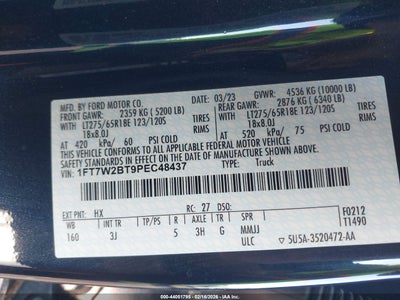 MFD. BY FORD MOTOR CO.
03/23 GVWR: 4536 KG (10000 LB)
FRONT GAWR: 2359 KG (5200 LB) REAR GAWR: 2876 KG (6340 LB)
WITH LT275/65R18E 123/120S WITH LT275/65R18E 123/120S
TIRES 18x8.0J TIRES 18x8.0J
RIMS RIMS
AT 420 kPa/ 60 PSI COLD AT 520 kPa/ 75 PSI COLD
THIS VEHICLE CONFORMS TO ALL APPLICABLE FEDERAL MOTOR VEHICLE
SAFETY STANDARDS IN EFFECT ON THE DATE OF MANUFACTURE SHOWN ABOVE.
VIN: 1FT7W2BT9PEC48437 TYPE: Truck
EXT PNT: HX RC: 27 DSO: F0212
WB INT TR TP/PS R AXLE TR SPR T1490
160 3J 5 3H G MMJJ
ULC 5U5A-3520472-AA
44-44051795 - 02/18/2026 - IAAI.COM